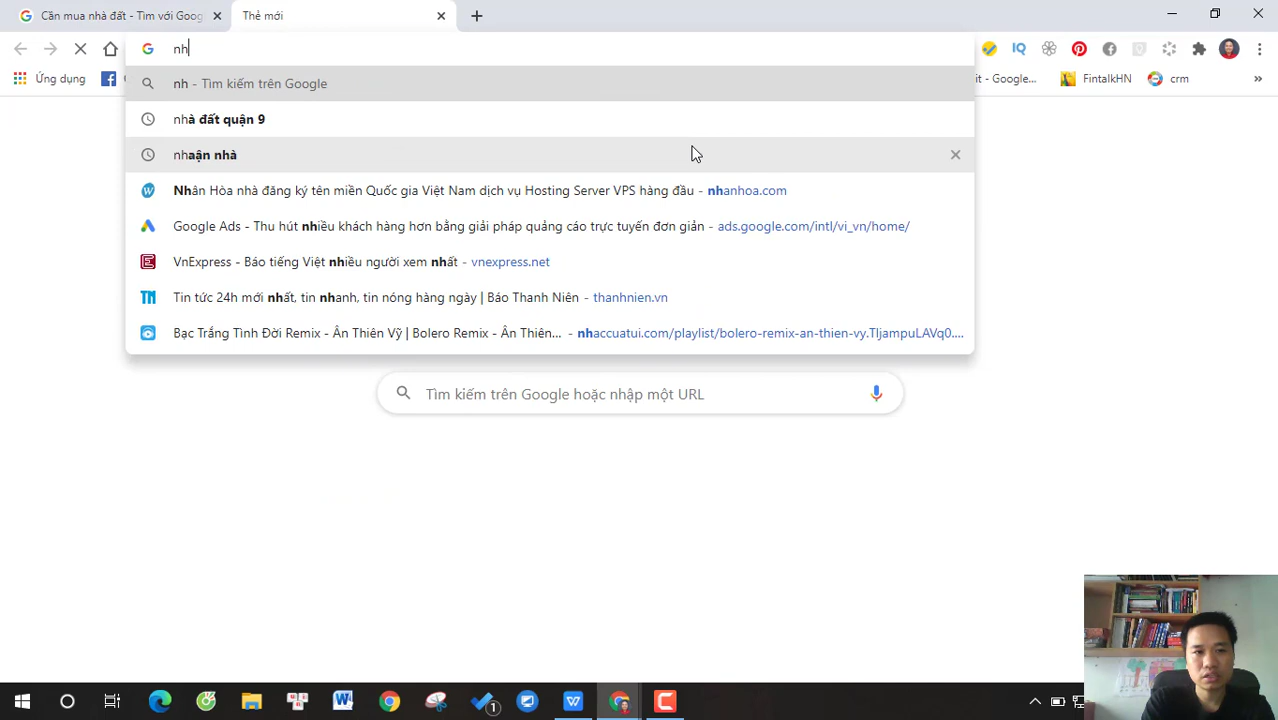 Cần mua nhà đất - Tìm với Goog
Thẻ mới
nh
Ứng dụng
it - Google...
FintalkHN
crm
nh - Tìm kiếm trên Google
nhà đất quận 9
nhaận nhà
Nhân Hòa nhà đăng ký tên miền Quốc gia Việt Nam dịch vụ Hosting Server VPS hàng đầu - nhanhoa.com
Google Ads - Thu hút nhiều khách hàng hơn bằng giải pháp quảng cáo trực tuyến đơn giản - ads.google.com/intl/vi_vn/home/
VnExpress - Báo tiếng Việt nhiều người xem nhất - vnexpress.net
Tin tức 24h mới nhất, tin nhanh, tin nóng hàng ngày | Báo Thanh Niên - thanhnien.vn
Bạc Trắng Tình Đời Remix - Ân Thiên Vỹ | Bolero Remix - Ân Thiên... - nhaccuatui.com/playlist/bolero-remix-an-thien-vy.TljampuLAVq0....
Tìm kiếm trên Google hoặc nhập một URL